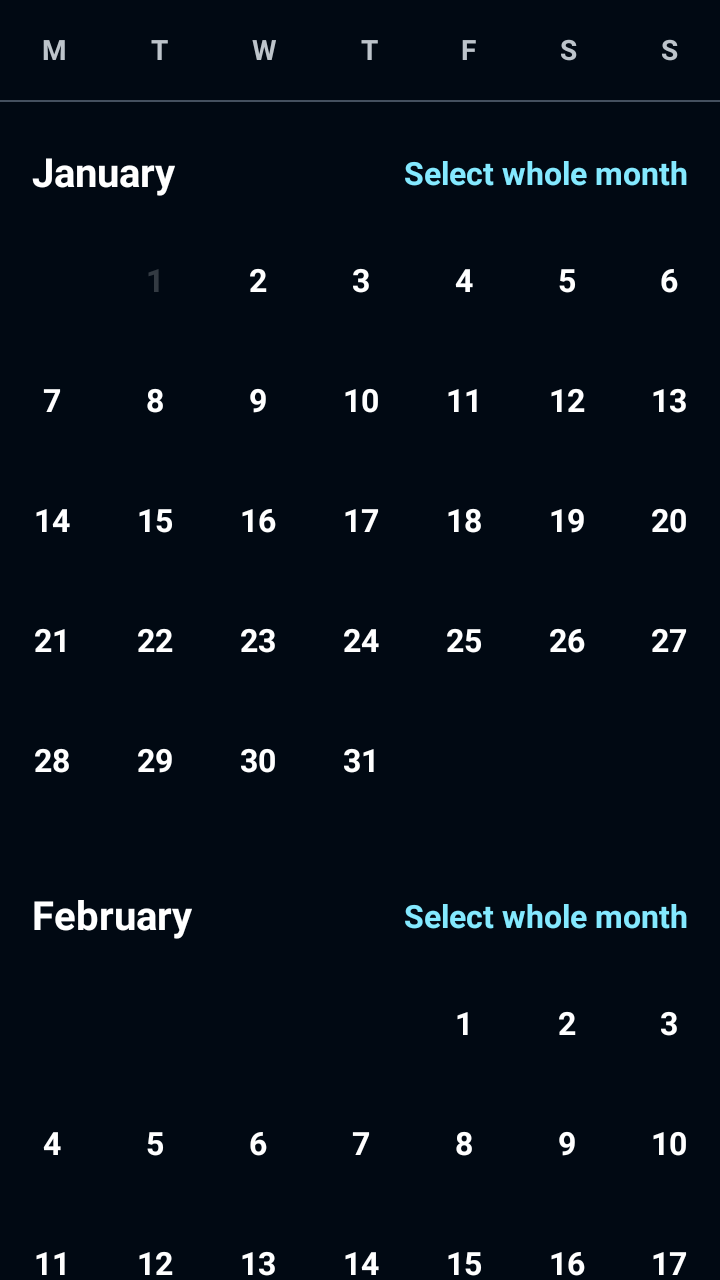 M T W T F S S
January Select whole month
1 2 3 4 5 6
7 8 9 10 11 12 13
14 15 16 17 18 19 20
21 22 23 24 25 26 27
28 29 30 31
February Select whole month
1 2 3
4 5 6 7 8 9 10
11 12 13 14 15 16 17